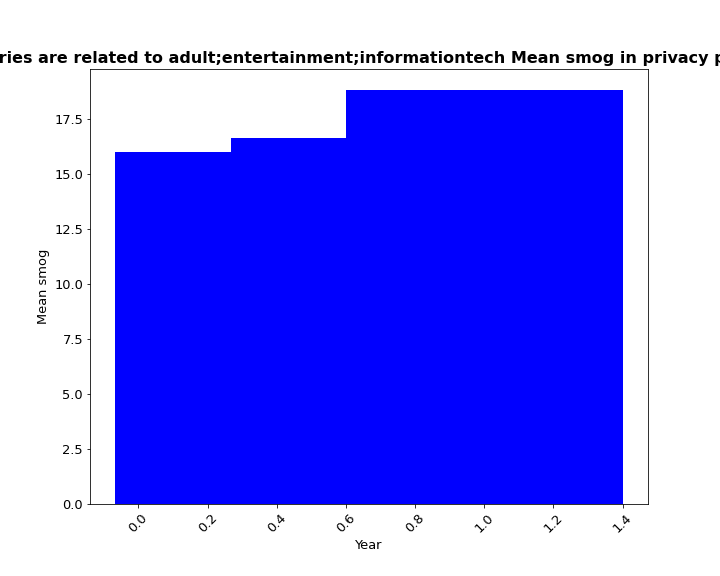 are related to adult;entertainment;informationtech Mean smog in privacy
17.5
15.0
12.5
10.0
7.5
5.0
2.5
0.0
Mean smog
0.0 0.2 0.4 0.6 0.8 1.0 1.2 1.4
Year